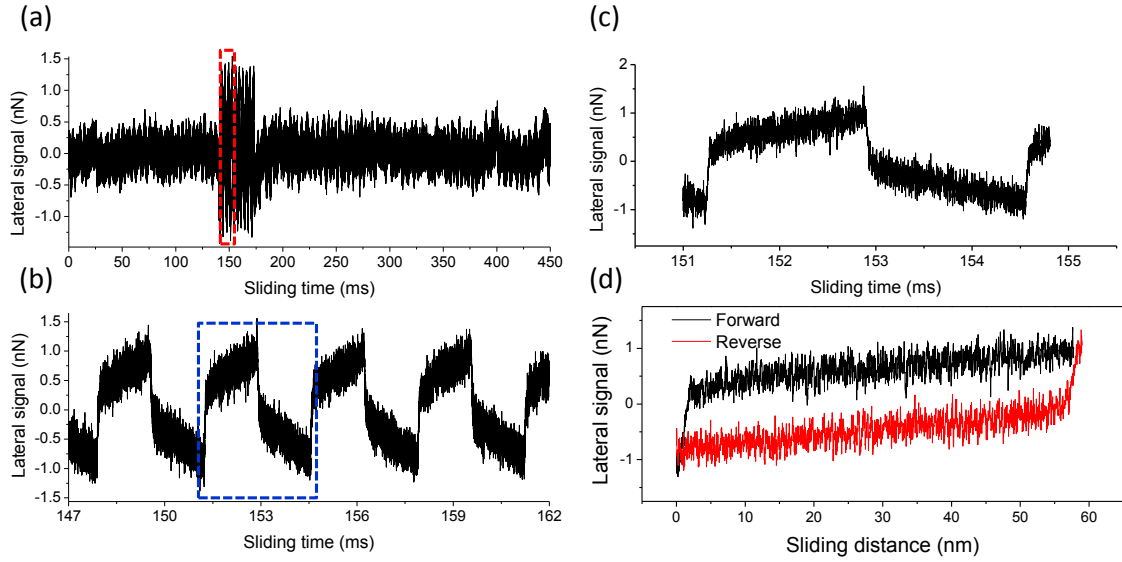 (a)
Lateral signal (nN)
1.5
1.0
0.5
0.0
-0.5
-1.0
0 50 100 150 200 250 300 350 400 450
Sliding time (ms)
(c)
Lateral signal (nN)
2
1
0
-1
151 152 153 154 155
Sliding time (ms)
(b)
Lateral signal (nN)
1.5
1.0
0.5
0.0
-0.5
-1.0
-1.5
147 150 153 156 159 162
Sliding time (ms)
(d)
Forward
Reverse
Lateral signal (nN)
1
0
-1
0 10 20 30 40 50 60
Sliding distance (nm)